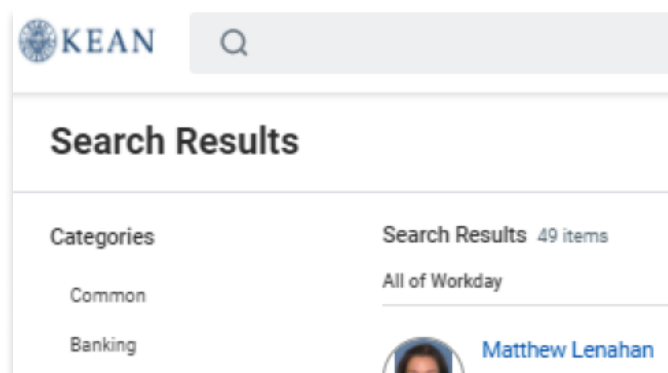 KEAN
Search Results
Categories
Common
Banking
Search Results 49 items
All of Workday
Matthew Lenahan